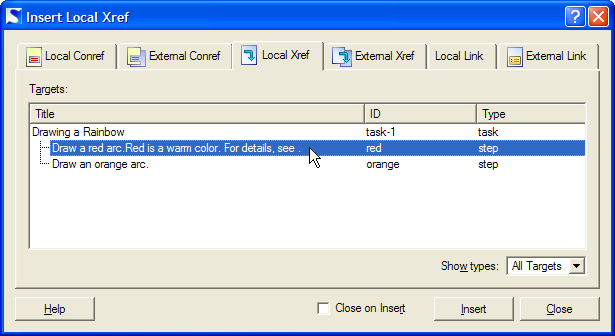 Insert Local Xref
Local Conref External Conref Local Xref External Xref Local Link External Link
Targets:
Title ID Type
Drawing a Rainbow task-1 task
Draw a red arc.Red is a warm color. For details, see . red step
Draw an orange arc. orange step
Show types: All Targets
Help Close on Insert Insert Close